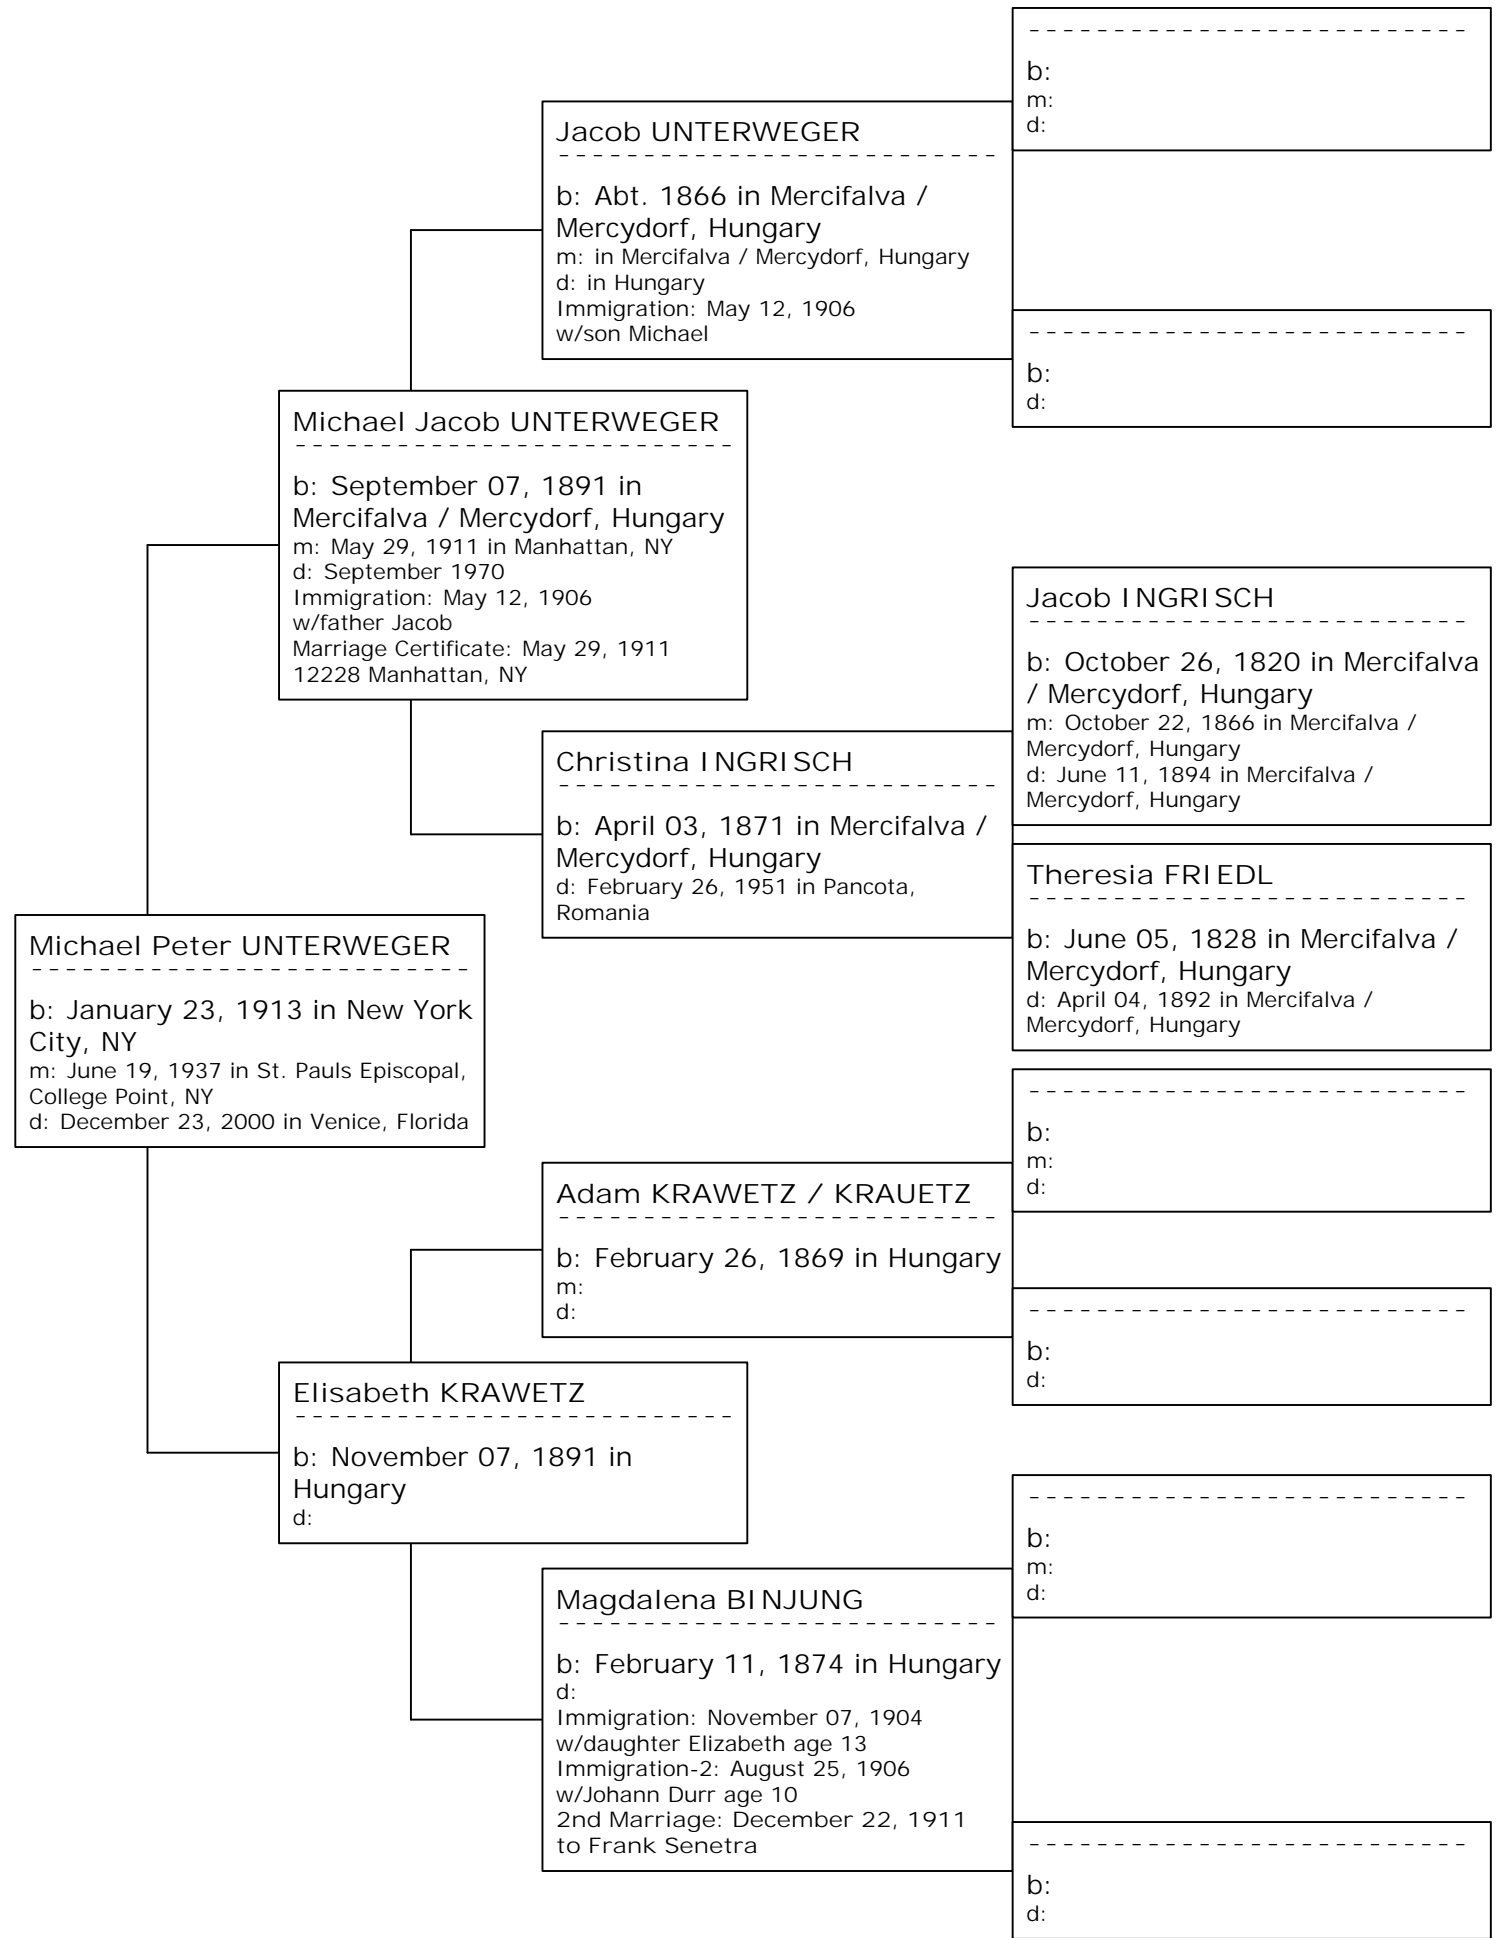 b:
m:
d:
Jacob UNTERWEGER
b: Abt. 1866 in Mercifalva /
Mercydorf, Hungary
m: in Mercifalva / Mercydorf, Hungary
d: in Hungary
Immigration: May 12, 1906
w/son Michael
b:
d:
Michael Jacob UNTERWEGER
b: September 07, 1891 in
Mercifalva / Mercydorf, Hungary
m: May 29, 1911 in Manhattan, NY
d: September 1970
Immigration: May 12, 1906
w/father Jacob
Marriage Certificate: May 29, 1911
12228 Manhattan, NY
Jacob INGRISCH
b: October 26, 1820 in Mercifalva
/ Mercydorf, Hungary
m: October 22, 1866 in Mercifalva /
Mercydorf, Hungary
d: June 11, 1894 in Mercifalva /
Mercydorf, Hungary
Christina INGRISCH
b: April 03, 1871 in Mercifalva /
Mercydorf, Hungary
d: February 26, 1951 in Pancota,
Romania
Theresia FRIEDL
b: June 05, 1828 in Mercifalva /
Mercydorf, Hungary
d: April 04, 1892 in Mercifalva /
Mercydorf, Hungary
Michael Peter UNTERWEGER
b: January 23, 1913 in New York
City, NY
m: June 19, 1937 in St. Pauls Episcopal,
College Point, NY
d: December 23, 2000 in Venice, Florida
b:
m:
d:
Adam KRAWETZ / KRAUETZ
b: February 26, 1869 in Hungary
m:
d:
b:
d:
Elisabeth KRAWETZ
b: November 07, 1891 in
Hungary
d:
b:
m:
d:
Magdalena BINJUNG
b: February 11, 1874 in Hungary
d:
Immigration: November 07, 1904
w/daughter Elizabeth age 13
Immigration-2: August 25, 1906
w/Johann Durr age 10
2nd Marriage: December 22, 1911
to Frank Senetra
b:
d: